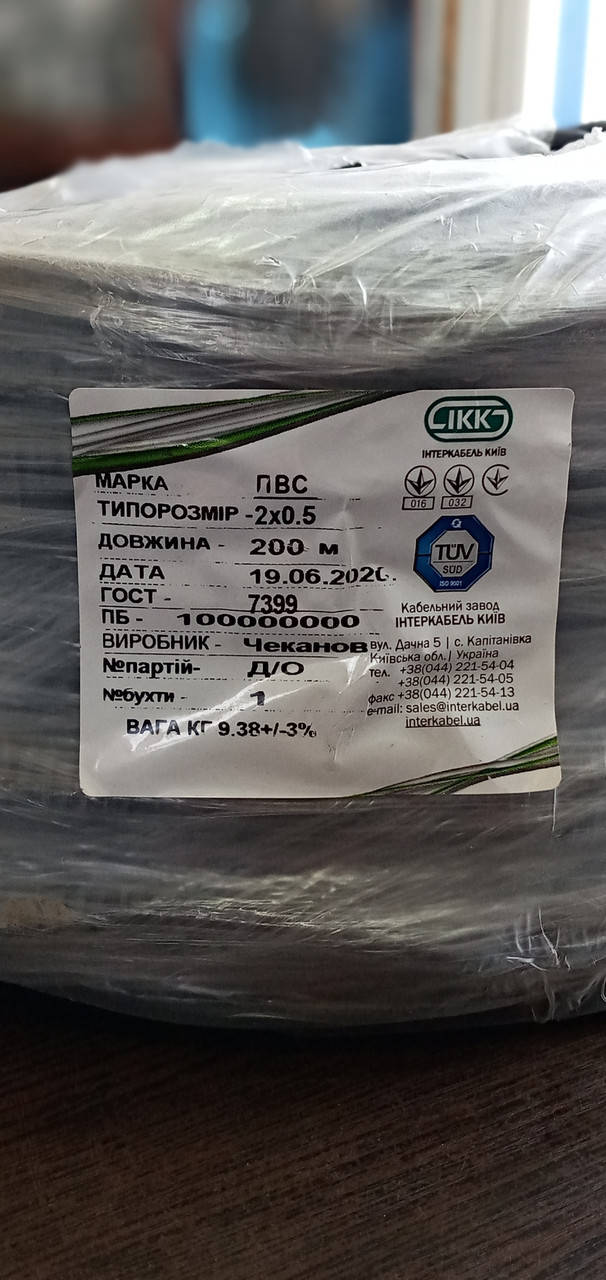 ІКК
ІНТЕРКАБЕЛЬ КИЇВ
016 032
TÜV
SÜD
ISO 9001
МАРКА ПВС
ТИПОРОЗМІР -2х0.5
ДОВЖИНА - 200 м
ДАТА 19.06.2020.
ГОСТ - 7399
ПБ - 100000000
ВИРОБНИК - Чеканов
№партій- Д/О
№бухти - 1
ВАГА КГ 9.38+/-3%
Кабельний завод
ІНТЕРКАБЕЛЬ КИЇВ
вул. Дачна 5 | с. Капітанівка
Київська обл. | Україна
тел. +38(044) 221-54-04
+38(044) 221-54-05
факс +38(044) 221-54-13
e-mail: sales@interkabel.ua
interkabel.ua